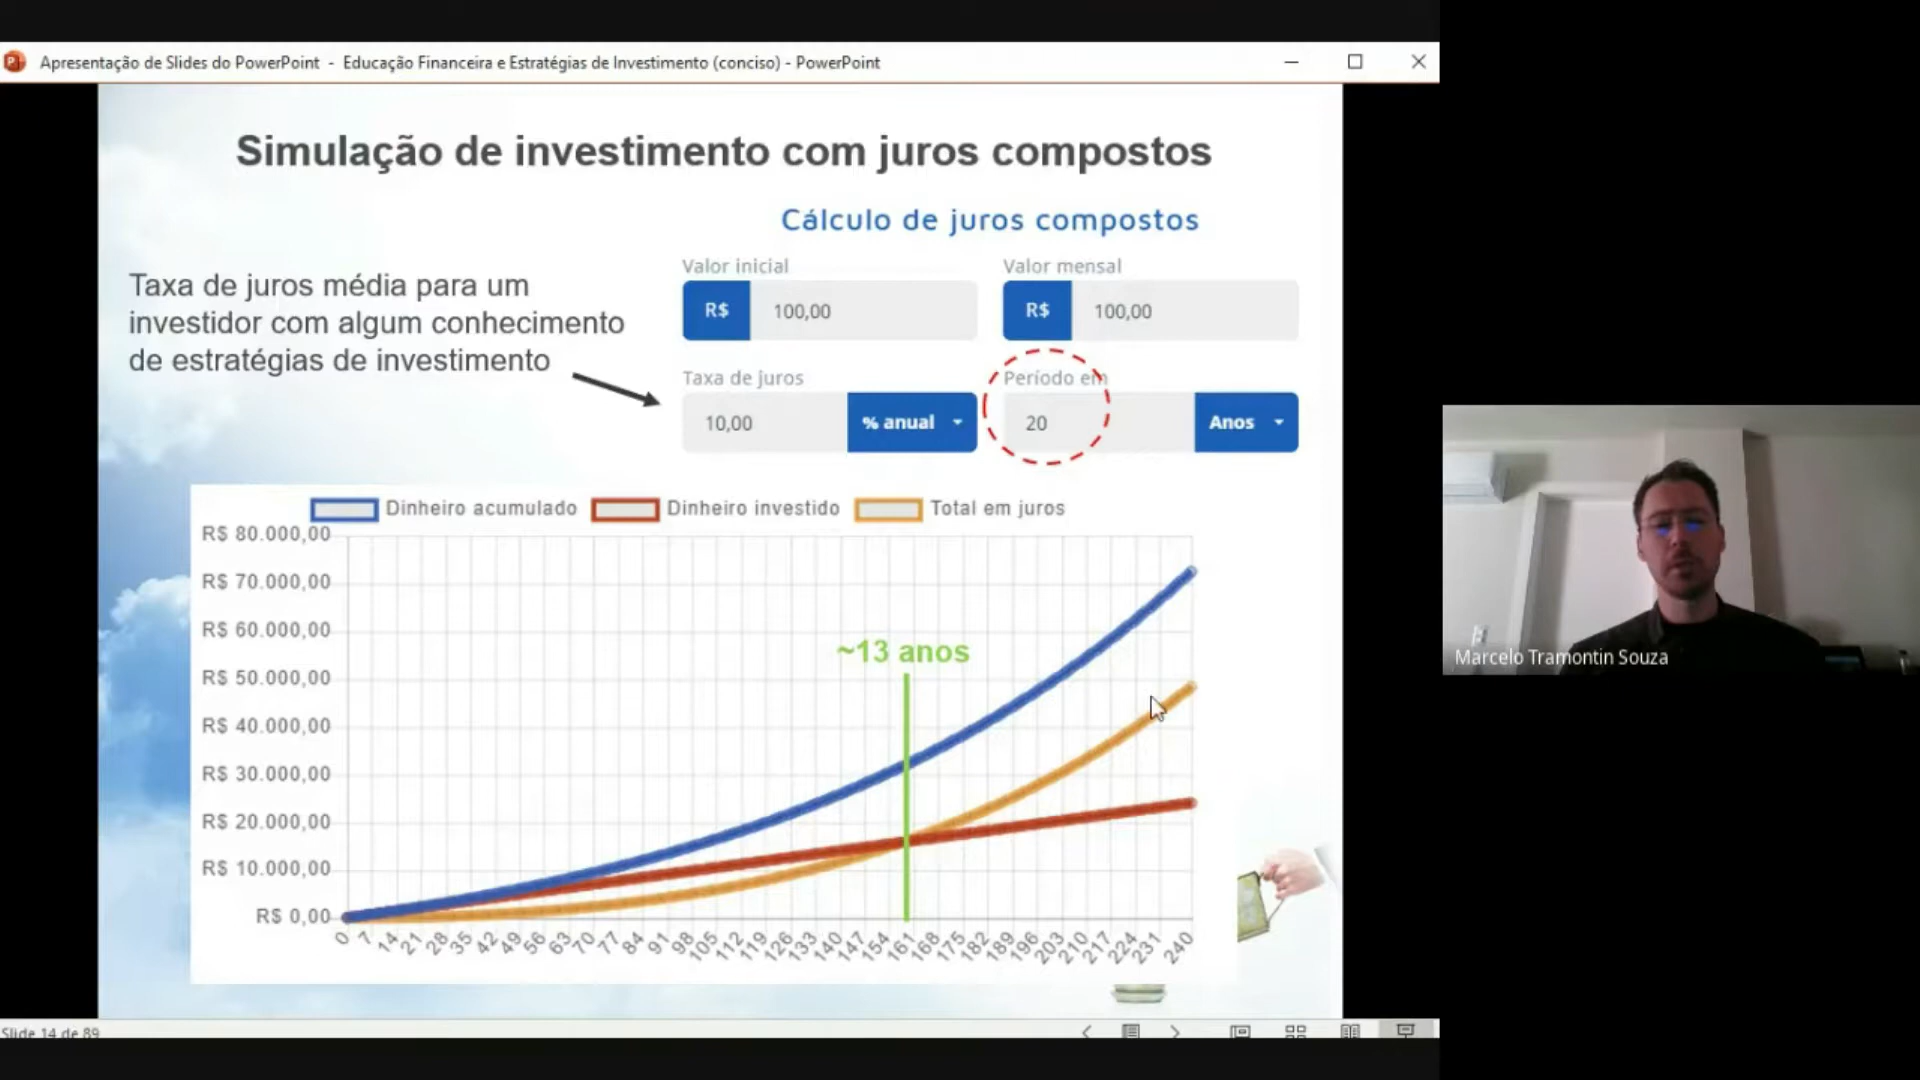 Apresentação de Slides do PowerPoint - Educação Financeira e Estratégias de Investimento (conciso) - PowerPoint
Simulação de investimento com juros compostos
Cálculo de juros compostos
Taxa de juros média para um
investidor com algum conhecimento
de estratégias de investimento
Valor inicial
R$ 100,00
Valor mensal
R$ 100,00
Taxa de juros
10,00 % anual
Período em
20 Anos
Dinheiro acumulado Dinheiro investido Total em juros
R$ 80.000,00
R$ 70.000,00
R$ 60.000,00
R$ 50.000,00
R$ 40.000,00
R$ 30.000,00
R$ 20.000,00
R$ 10.000,00
R$ 0,00
~13 anos
0 7 14 21 28 35 42 49 56 63 70 77 84 91 98 105 112 119 126 133 140 147 154 161 168 175 182 189 196 203 210 217 224 231 240
Slide 14 de 89
Marcelo Tramontin Souza